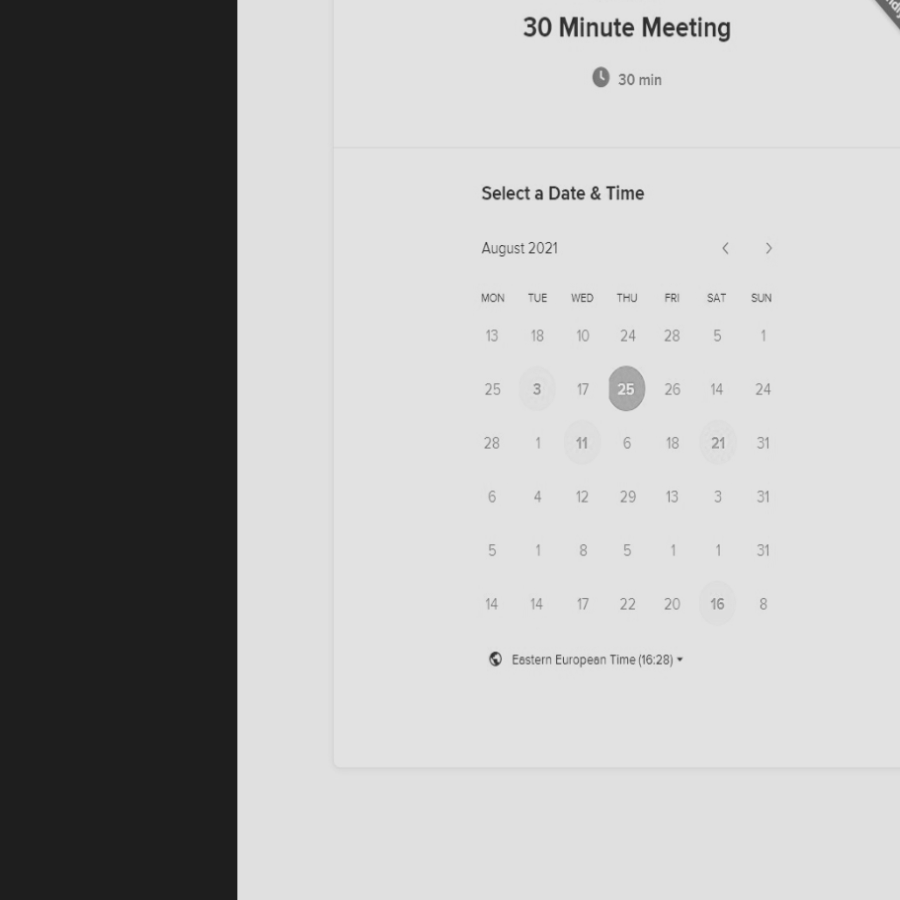 30 Minute Meeting
30 min
Select a Date & Time
August 2021
MON TUE WED THU FRI SAT SUN
13 18 10 24 28 5 1
25 3 17 25 26 14 24
28 1 11 6 18 21 31
6 4 12 29 13 3 31
5 1 8 5 1 1 31
14 14 17 22 20 16 8
Eastern European Time (16:28)